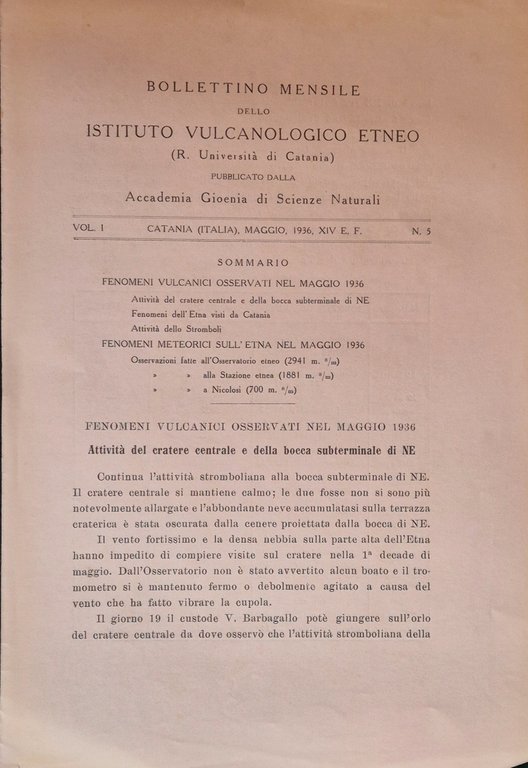 BOLLETTINO MENSILE
DELLO
ISTITUTO VULCANOLOGICO ETNEO
(R. Università di Catania)
PUBBLICATO DALLA
Accademia Gioenia di Scienze Naturali
VOL. I CATANIA (ITALIA), MAGGIO, 1936, XIV E. F. N. 5
SOMMARIO
FENOMENI VULCANICI OSSERVATI NEL MAGGIO 1936
Attività del cratere centrale e della bocca subterminale di NE
Fenomeni dell'Etna visti da Catania
Attività dello Stromboli
FENOMENI METEORICI SULL'ETNA NEL MAGGIO 1936
Osservazioni fatte all'Osservatorio etneo (2941 m. s/m)
» » alla Stazione etnea (1881 m. s/m)
» » a Nicolosi (700 m. s/m)
FENOMENI VULCANICI OSSERVATI NEL MAGGIO 1936
Attività del cratere centrale e della bocca subterminale di NE
Continua l'attività stromboliana alla bocca subterminale di NE.
Il cratere centrale si mantiene calmo; le due fosse non si sono più
notevolmente allargate e l'abbondante neve accumulatasi sulla terrazza
craterica è stata oscurata dalla cenere proiettata dalla bocca di NE.
Il vento fortissimo e la densa nebbia sulla parte alta dell'Etna
hanno impedito di compiere visite sul cratere nella 1ª decade di
maggio. Dall'Osservatorio non è stato avvertito alcun boato e il tro-
mometro si è mantenuto fermo o debolmente agitato a causa del
vento che ha fatto vibrare la cupola.
Il giorno 19 il custode V. Barbagallo potè giungere sull'orlo
del cratere centrale da dove osservò che l'attività stromboliana della